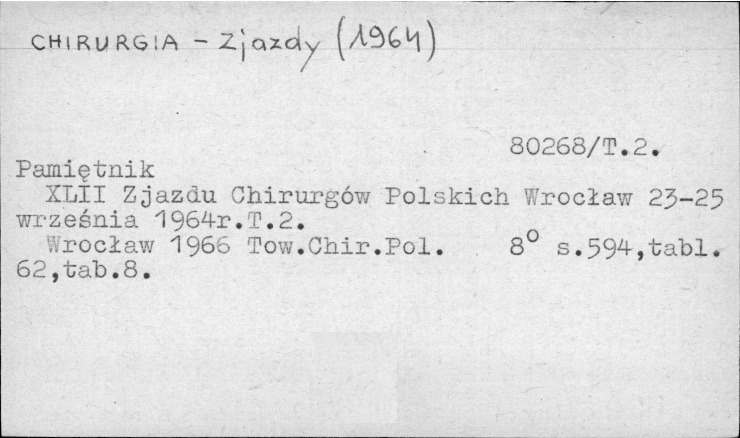 CHIRURGIA - Zjazdy (1964)
80268/T.2.
Pamiętnik
XLII Zjazdu Chirurgów Polskich Wrocław 23-25
września 1964r.T.2.
Wrocław 1966 Tow.Chir.Pol. 8° s.594,tabl.
62,tab.8.